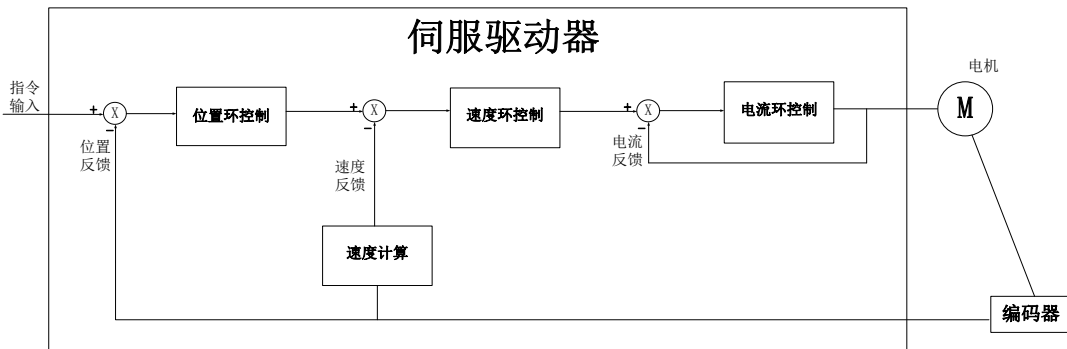 伺服驱动器
指令
输入
+
X
-
位置
反馈
位置环控制
+
X
-
速度
反馈
速度环控制
+
X
-
电流
反馈
电流环控制
电机
M
速度计算
编码器